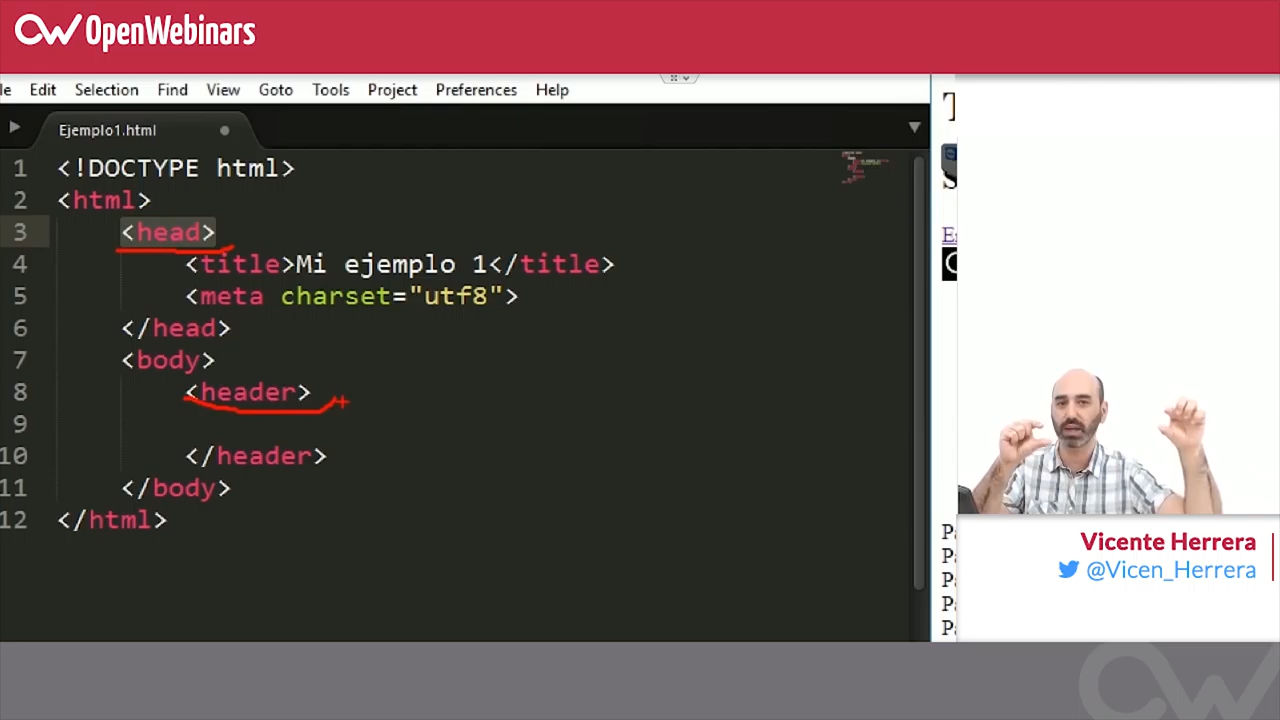 OpenWebinars
Edit Selection Find View Goto Tools Project Preferences Help
Ejemplo1.html
1 <!DOCTYPE html>
2 <html>
3 <head>
4 <title>Mi ejemplo 1</title>
5 <meta charset="utf8">
6 </head>
7 <body>
8 <header>
9
10 </header>
11 </body>
12 </html>
Vicente Herrera
@Vicen_Herrera